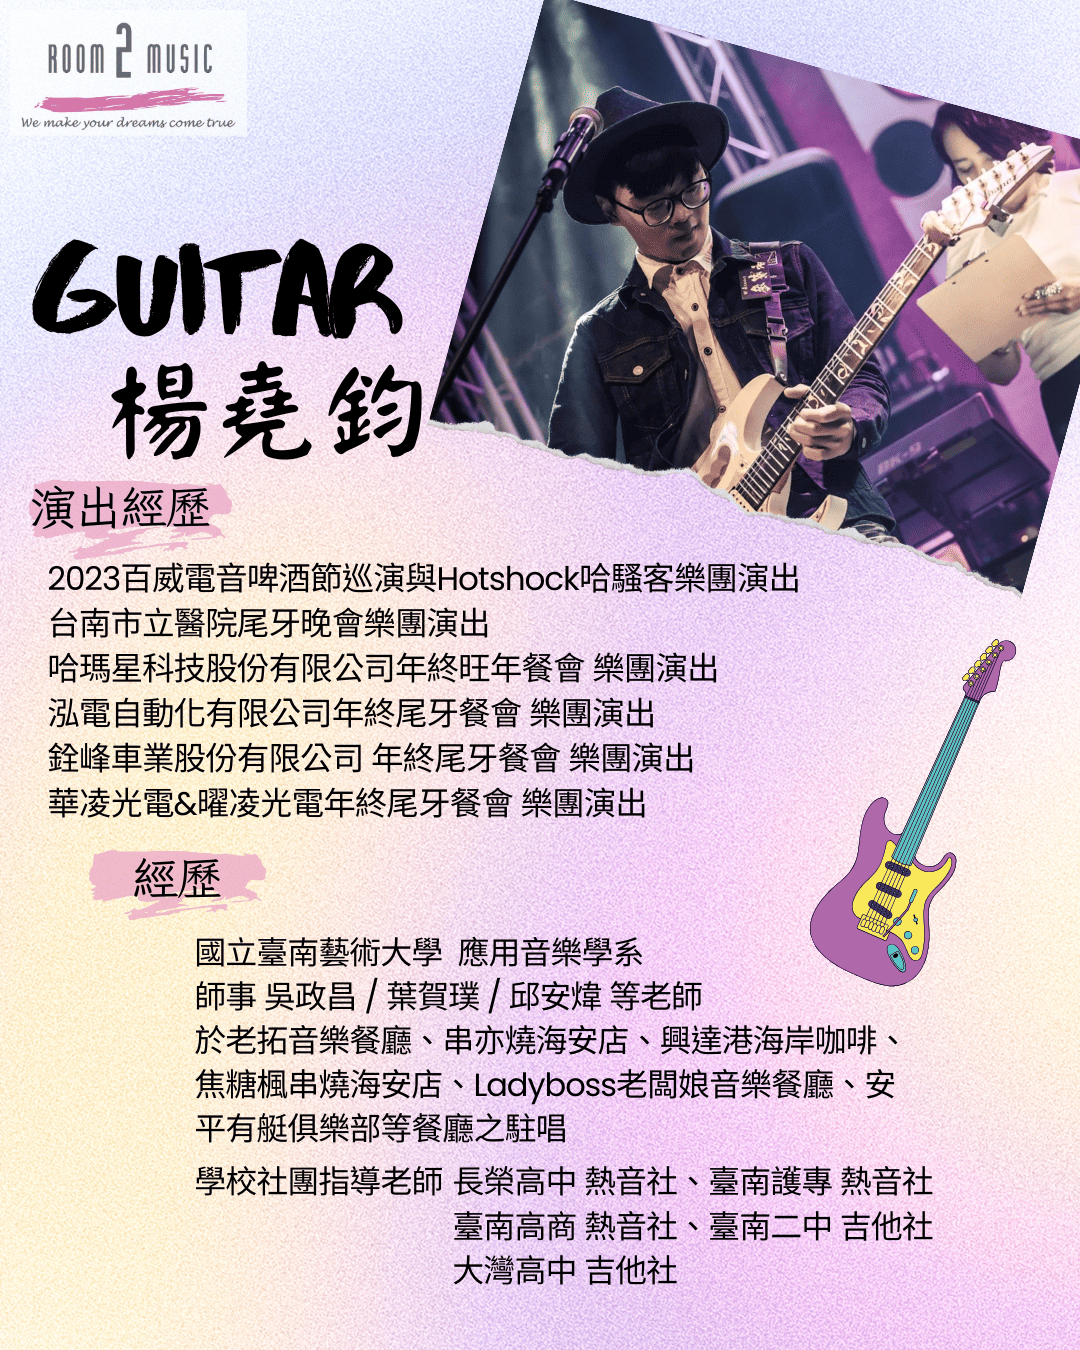 ROOM 2 MUSIC
We make your dreams come true
GUITAR
楊堯鈞
演出經歷
2023百威電音啤酒節巡演與Hotshock哈騷客樂團演出
台南市立醫院尾牙晚會樂團演出
哈瑪星科技股份有限公司年終旺年餐會 樂團演出
泓電自動化有限公司年終尾牙餐會 樂團演出
銓峰車業股份有限公司 年終尾牙餐會 樂團演出
華凌光電&曜凌光電年終尾牙餐會 樂團演出
經歷
國立臺南藝術大學 應用音樂學系
師事 吳政昌 / 葉賀璞 / 邱安煒 等老師
於老拓音樂餐廳、串亦燒海安店、興達港海岸咖啡、
焦糖楓串燒海安店、Ladyboss老闆娘音樂餐廳、安
平有艇俱樂部等餐廳之駐唱
學校社團指導老師 長榮高中 熱音社、臺南護專 熱音社
臺南高商 熱音社、臺南二中 吉他社
大灣高中 吉他社